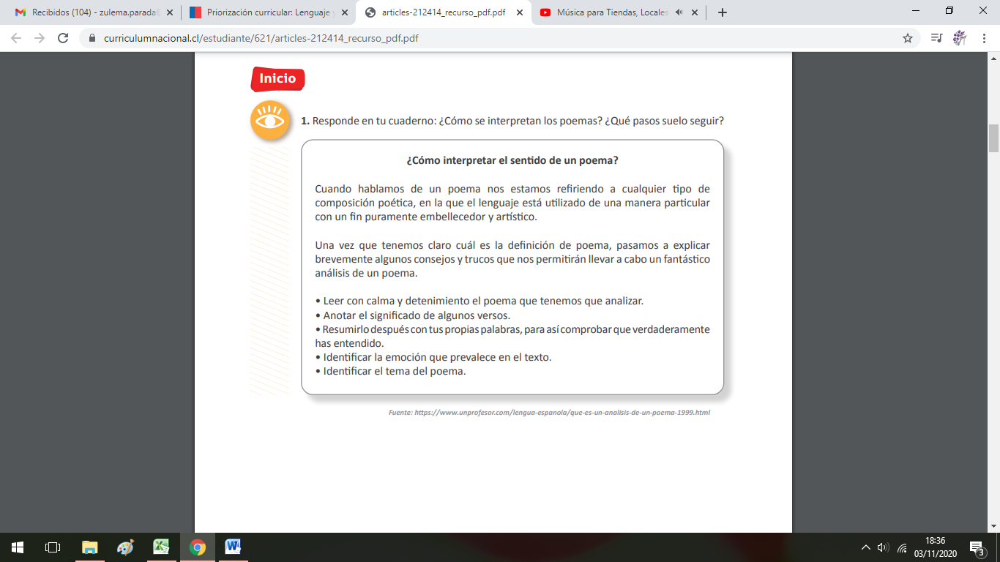 Recibidos (104) - zulema.parada@
Priorización curricular: Lenguaje y
articles-212414_recurso_pdf.pdf
Música para Tiendas, Locales
curriculumnacional.cl/estudiante/621/articles-212414_recurso_pdf.pdf
Inicio
1. Responde en tu cuaderno: ¿Cómo se interpretan los poemas? ¿Qué pasos suelo seguir?
¿Cómo interpretar el sentido de un poema?
Cuando hablamos de un poema nos estamos refiriendo a cualquier tipo de
composición poética, en la que el lenguaje está utilizado de una manera particular
con un fin puramente embellecedor y artístico.
Una vez que tenemos claro cuál es la definición de poema, pasamos a explicar
brevemente algunos consejos y trucos que nos permitirán llevar a cabo un fantástico
análisis de un poema.
• Leer con calma y detenimiento el poema que tenemos que analizar.
• Anotar el significado de algunos versos.
• Resumirlo después con tus propias palabras, para así comprobar que verdaderamente
has entendido.
• Identificar la emoción que prevalece en el texto.
• Identificar el tema del poema.
Fuente: https://www.unprofesor.com/lengua-espanola/que-es-un-analisis-de-un-poema-1999.html
18:36
03/11/2020
3